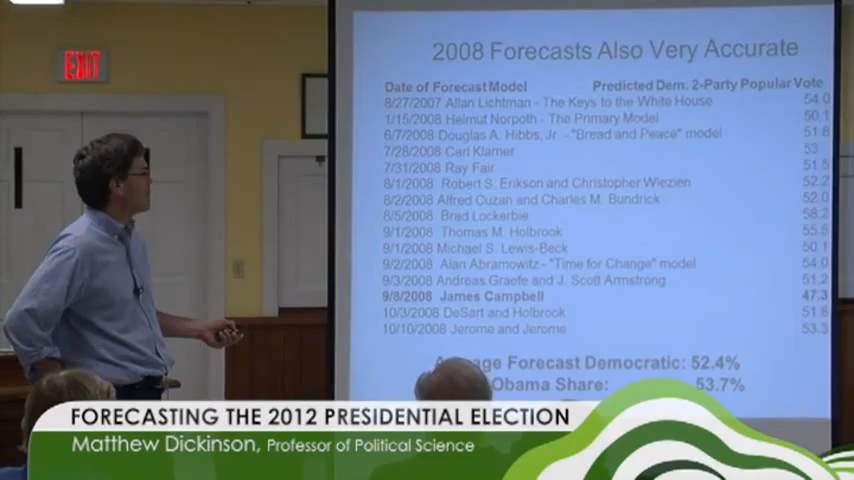 EXIT
2008 Forecasts Also Very Accurate
Date of Forecast Model Predicted Dem. 2-Party Popular Vote
8/27/2007 Allan Lichtman - The Keys to the White House 54.0
1/15/2008 Helmut Norpoth - The Primary Model 50.1
6/7/2008 Douglas A. Hibbs, Jr. - "Bread and Peace" model 51.8
7/28/2008 Carl Klarner 53
7/31/2008 Ray Fair 51.5
8/1/2008 Robert S. Erikson and Christopher Wlezien 52.2
8/2/2008 Alfred Cuzan and Charles M. Bundrick 52.0
8/5/2008 Brad Lockerbie 58.2
9/1/2008 Thomas M. Holbrook 55.5
9/1/2008 Michael S. Lewis-Beck 50.1
9/2/2008 Alan Abramowitz - "Time for Change" model 54.0
9/3/2008 Andreas Graefe and J. Scott Armstrong 51.2
9/8/2008 James Campbell 47.3
10/3/2008 DeSart and Holbrook 51.8
10/10/2008 Jerome and Jerome 53.3
Forecast Democratic: 52.4%
Obama Share: 53.7%
FORECASTING THE 2012 PRESIDENTIAL ELECTION
Matthew Dickinson, Professor of Political Science